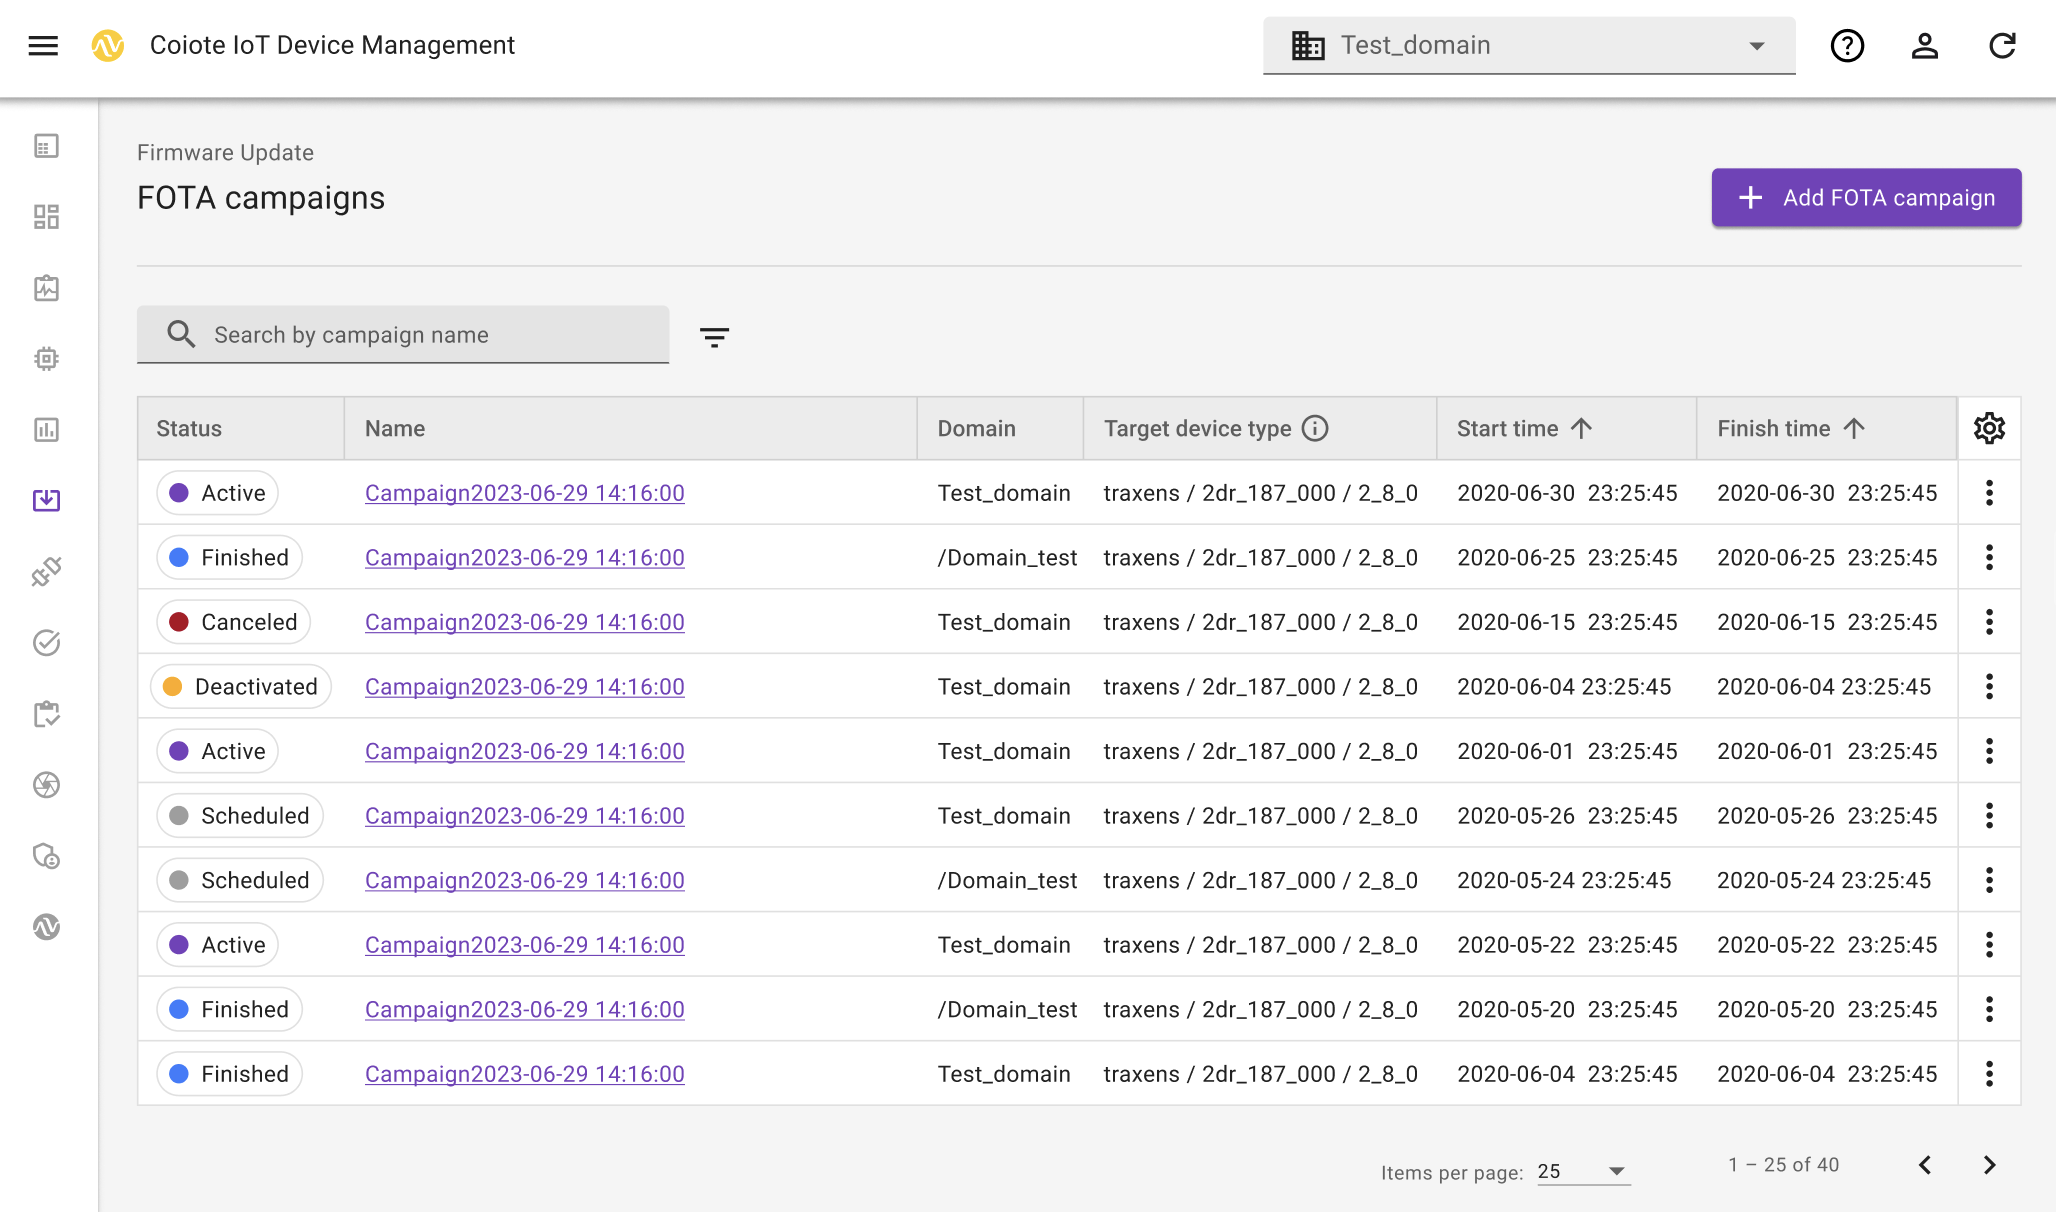 Coiote IoT Device Management
Test_domain
Firmware Update
FOTA campaigns
Add FOTA campaign
Search by campaign name
Status Name Domain Target device type Start time Finish time
Active Campaign2023-06-29 14:16:00 Test_domain traxens / 2dr_187_000 / 2_8_0 2020-06-30 23:25:45 2020-06-30 23:25:45
Finished Campaign2023-06-29 14:16:00 /Domain_test traxens / 2dr_187_000 / 2_8_0 2020-06-25 23:25:45 2020-06-25 23:25:45
Canceled Campaign2023-06-29 14:16:00 Test_domain traxens / 2dr_187_000 / 2_8_0 2020-06-15 23:25:45 2020-06-15 23:25:45
Deactivated Campaign2023-06-29 14:16:00 Test_domain traxens / 2dr_187_000 / 2_8_0 2020-06-04 23:25:45 2020-06-04 23:25:45
Active Campaign2023-06-29 14:16:00 Test_domain traxens / 2dr_187_000 / 2_8_0 2020-06-01 23:25:45 2020-06-01 23:25:45
Scheduled Campaign2023-06-29 14:16:00 Test_domain traxens / 2dr_187_000 / 2_8_0 2020-05-26 23:25:45 2020-05-26 23:25:45
Scheduled Campaign2023-06-29 14:16:00 /Domain_test traxens / 2dr_187_000 / 2_8_0 2020-05-24 23:25:45 2020-05-24 23:25:45
Active Campaign2023-06-29 14:16:00 Test_domain traxens / 2dr_187_000 / 2_8_0 2020-05-22 23:25:45 2020-05-22 23:25:45
Finished Campaign2023-06-29 14:16:00 /Domain_test traxens / 2dr_187_000 / 2_8_0 2020-05-20 23:25:45 2020-05-20 23:25:45
Finished Campaign2023-06-29 14:16:00 Test_domain traxens / 2dr_187_000 / 2_8_0 2020-06-04 23:25:45 2020-06-04 23:25:45
Items per page: 25 1 – 25 of 40